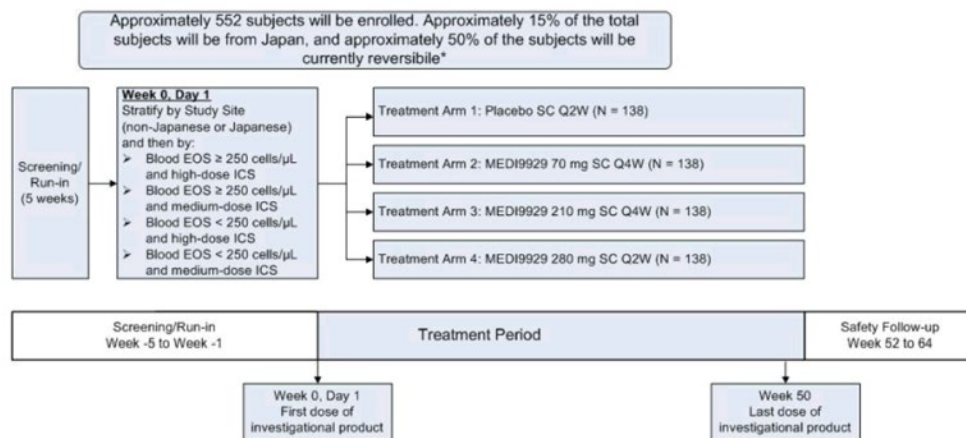 Approximately 552 subjects will be enrolled. Approximately 15% of the total
subjects will be from Japan, and approximately 50% of the subjects will be
currently reversibile*
Screening/
Run-in
(5 weeks)
Week 0, Day 1
Stratify by Study Site
(non-Japanese or Japanese)
and then by:
➢ Blood EOS ≥ 250 cells/µL
and high-dose ICS
➢ Blood EOS ≥ 250 cells/µL
and medium-dose ICS
➢ Blood EOS < 250 cells/µL
and high-dose ICS
➢ Blood EOS < 250 cells/µL
and medium-dose ICS
Treatment Arm 1: Placebo SC Q2W (N = 138)
Treatment Arm 2: MEDI9929 70 mg SC Q4W (N = 138)
Treatment Arm 3: MEDI9929 210 mg SC Q4W (N = 138)
Treatment Arm 4: MEDI9929 280 mg SC Q2W (N = 138)
Screening/Run-in
Week -5 to Week -1
Treatment Period
Safety Follow-up
Week 52 to 64
Week 0, Day 1
First dose of
investigational product
Week 50
Last dose of
investigational product